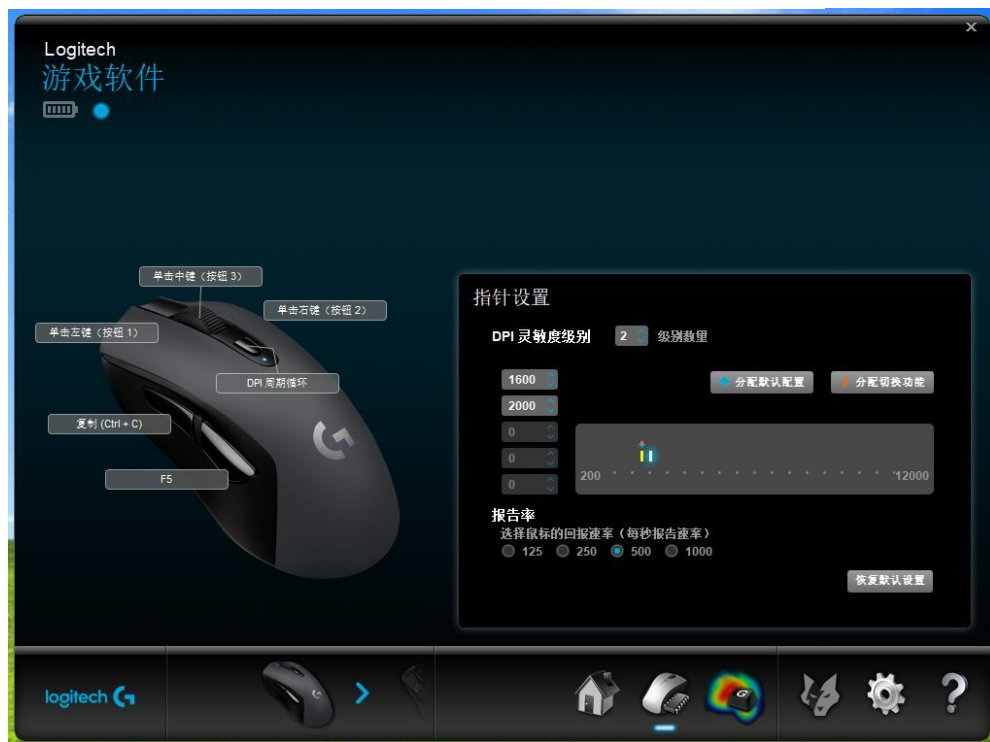 Logitech
游戏软件
单击中键（按钮 3）
单击右键（按钮 2）
单击左键（按钮 1）
DPI 周期循环
复制 (Ctrl + C)
F5
指针设置
DPI 灵敏度级别 2 级别数量
1600
分配默认配置 分配切换功能
2000
0
0
0
200 12000
报告率
选择鼠标的回报速率（每秒报告速率）
125 250 500 1000
恢复默认设置
logitech G